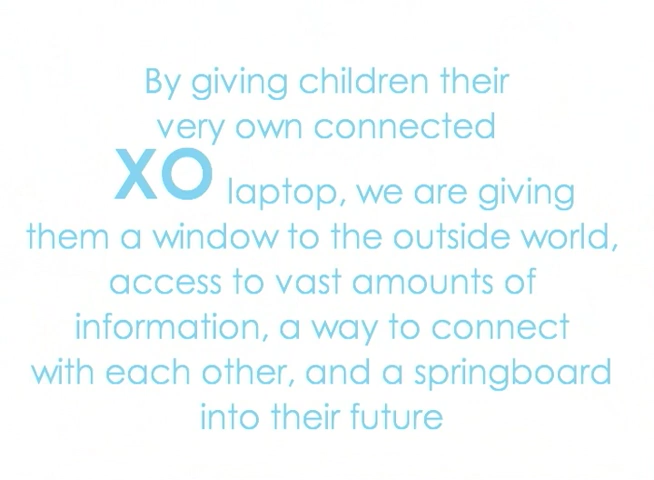 By giving children their
very own connected
XO laptop, we are giving
them a window to the outside world,
access to vast amounts of
information, a way to connect
with each other, and a springboard
into their future